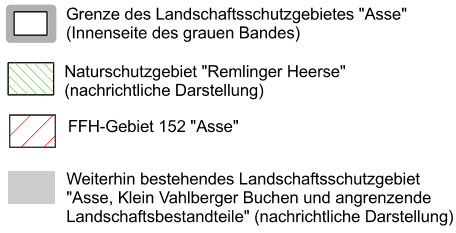 Grenze des Landschaftsschutzgebietes "Asse"
(Innenseite des grauen Bandes)
Naturschutzgebiet "Remlinger Heerse"
(nachrichtliche Darstellung)
FFH-Gebiet 152 "Asse"
Weiterhin bestehendes Landschaftsschutzgebiet
"Asse, Klein Vahlberger Buchen und angrenzende
Landschaftsbestandteile" (nachrichtliche Darstellung)